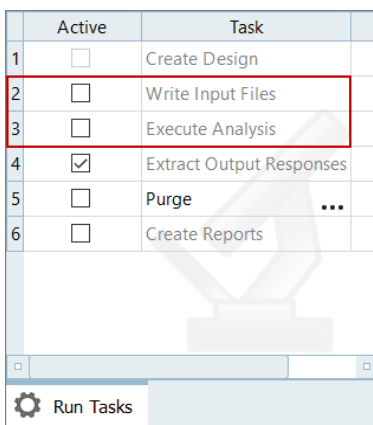 Active Task
1 Create Design
2 Write Input Files
3 Execute Analysis
4 Extract Output Responses
5 Purge ...
6 Create Reports
Run Tasks